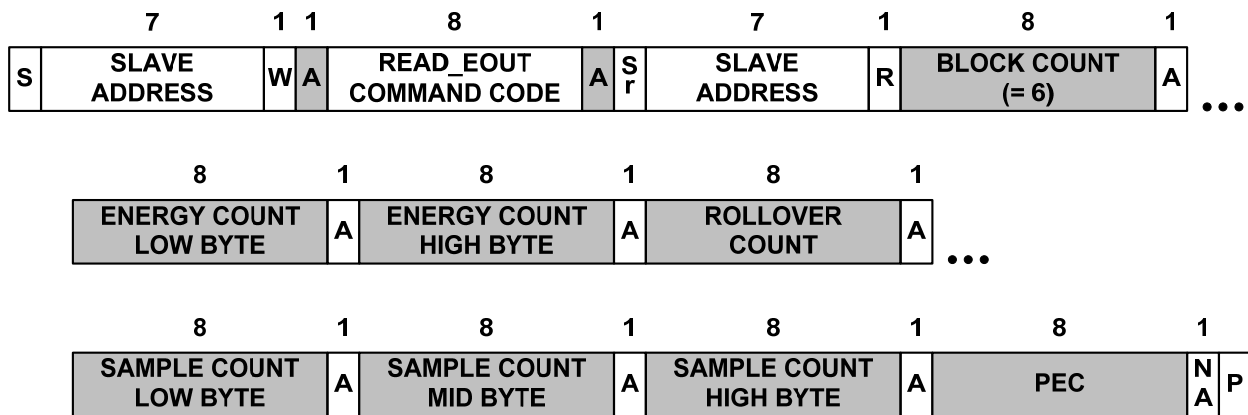 7 1 1 8 1 7 1 8 1
S SLAVE ADDRESS W A READ_EOUT COMMAND CODE A Sr SLAVE ADDRESS R BLOCK COUNT (= 6) A ...
8 1 8 1 8 1
ENERGY COUNT LOW BYTE A ENERGY COUNT HIGH BYTE A ROLLOVER COUNT A ...
8 1 8 1 8 1 8 1
SAMPLE COUNT LOW BYTE A SAMPLE COUNT MID BYTE A SAMPLE COUNT HIGH BYTE A PEC NA P